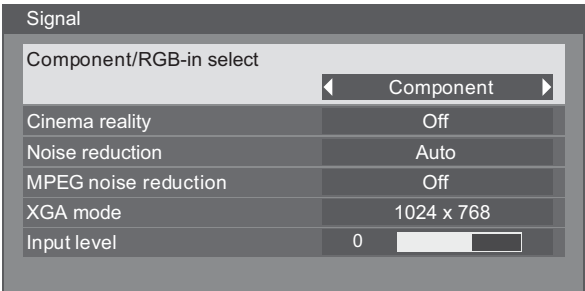 Signal
Component/RGB-in select
Component
Cinema reality Off
Noise reduction Auto
MPEG noise reduction Off
XGA mode 1024 x 768
Input level 0